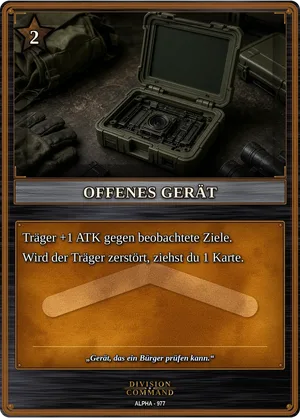 2
OFFENES GERÄT
Träger +1 ATK gegen beobachtete Ziele.
Wird der Träger zerstört, ziehst du 1 Karte.
„Gerät, das ein Bürger prüfen kann.“
DIVISION
COMMAND
ALPHA - 977